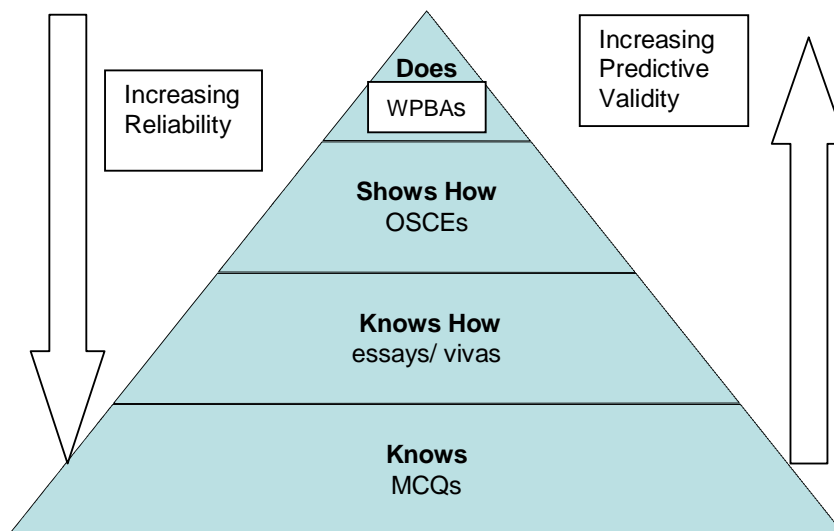 Increasing
Reliability
Does
WPBAs
Increasing
Predictive
Validity
Shows How
OSCEs
Knows How
essays/ vivas
Knows
MCQs